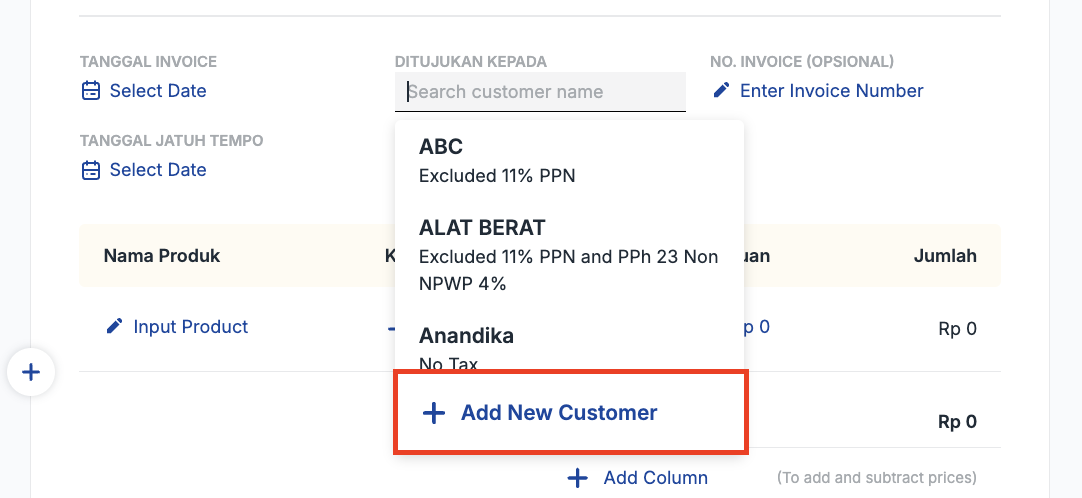 TANGGAL INVOICE
Select Date
DITUJUKAN KEPADA
Search customer name
NO. INVOICE (OPSIONAL)
Enter Invoice Number
TANGGAL JATUH TEMPO
Select Date
ABC
Excluded 11% PPN
ALAT BERAT
Excluded 11% PPN and PPh 23 Non
NPWP 4%
Anandika
No Tax
Add New Customer
Nama Produk
K
uan
Jumlah
Input Product
p 0
Rp 0
Rp 0
Add Column
(To add and subtract prices)